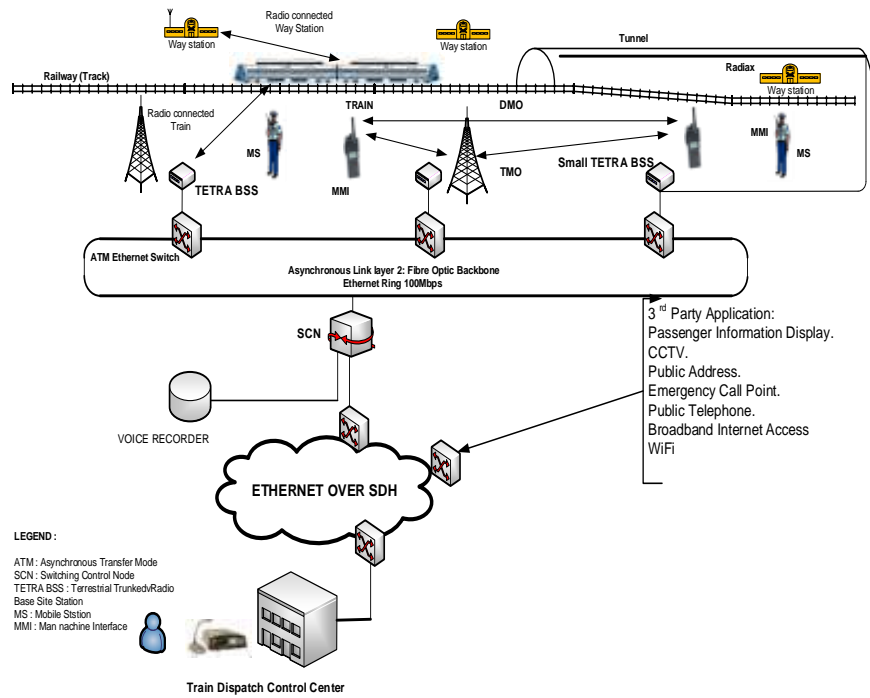 Radio connected
Way Station
Way station
Way station
Tunnel
Radiax
Way station
Railway (Track)
Radio connected
Train
TRAIN
DMO
MS
MMI
TMO
MMI
MS
TETRA BSS
Small TETRA BSS
ATM Ethernet Switch
Asynchronous Link layer 2: Fibre Optic Backbone
Ethernet Ring 100Mbps
SCN
3 rd Party Application:
Passenger Information Display.
CCTV.
Public Address.
Emergency Call Point.
Public Telephone.
Broadband Internet Access
WiFi
VOICE RECORDER
ETHERNET OVER SDH
LEGEND :
ATM : Asynchronous Transfer Mode
SCN : Switching Control Node
TETRA BSS : Terrestrial TrunkedvRadio
Base Site Station
MS : Mobile Ststion
MMI : Man nachine Interface
Train Dispatch Control Center